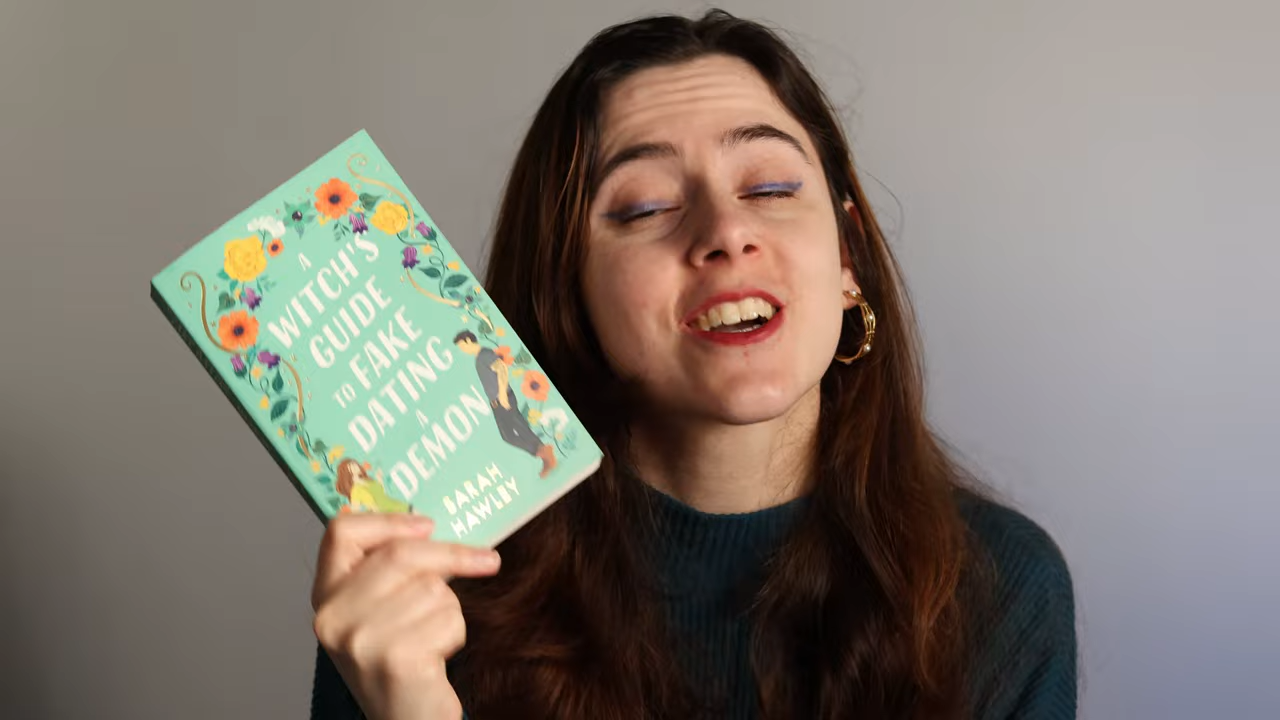 A
WITCH'S
GUIDE
TO FAKE
DATING
A
DEMON
SARAH
HAWLEY